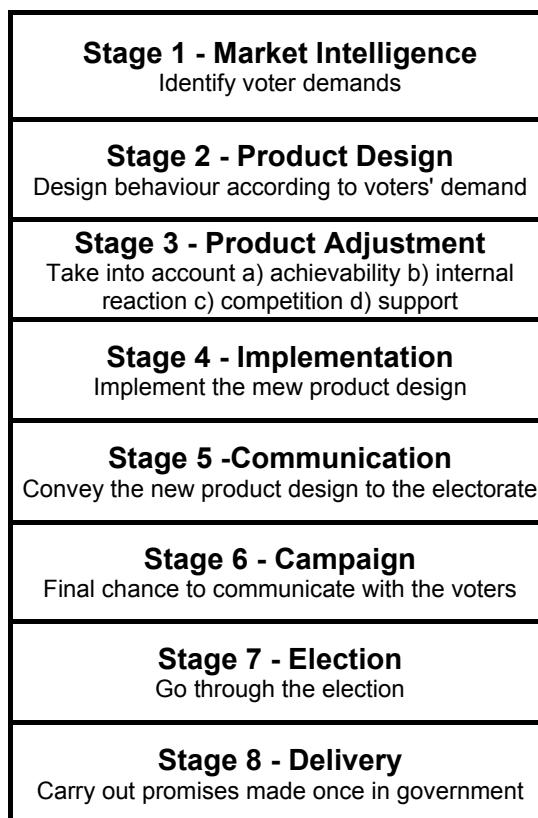 Stage 1 - Market Intelligence
Identify voter demands
Stage 2 - Product Design
Design behaviour according to voters' demand
Stage 3 - Product Adjustment
Take into account a) achievability b) internal
reaction c) competition d) support
Stage 4 - Implementation
Implement the mew product design
Stage 5 -Communication
Convey the new product design to the electorate
Stage 6 - Campaign
Final chance to communicate with the voters
Stage 7 - Election
Go through the election
Stage 8 - Delivery
Carry out promises made once in government